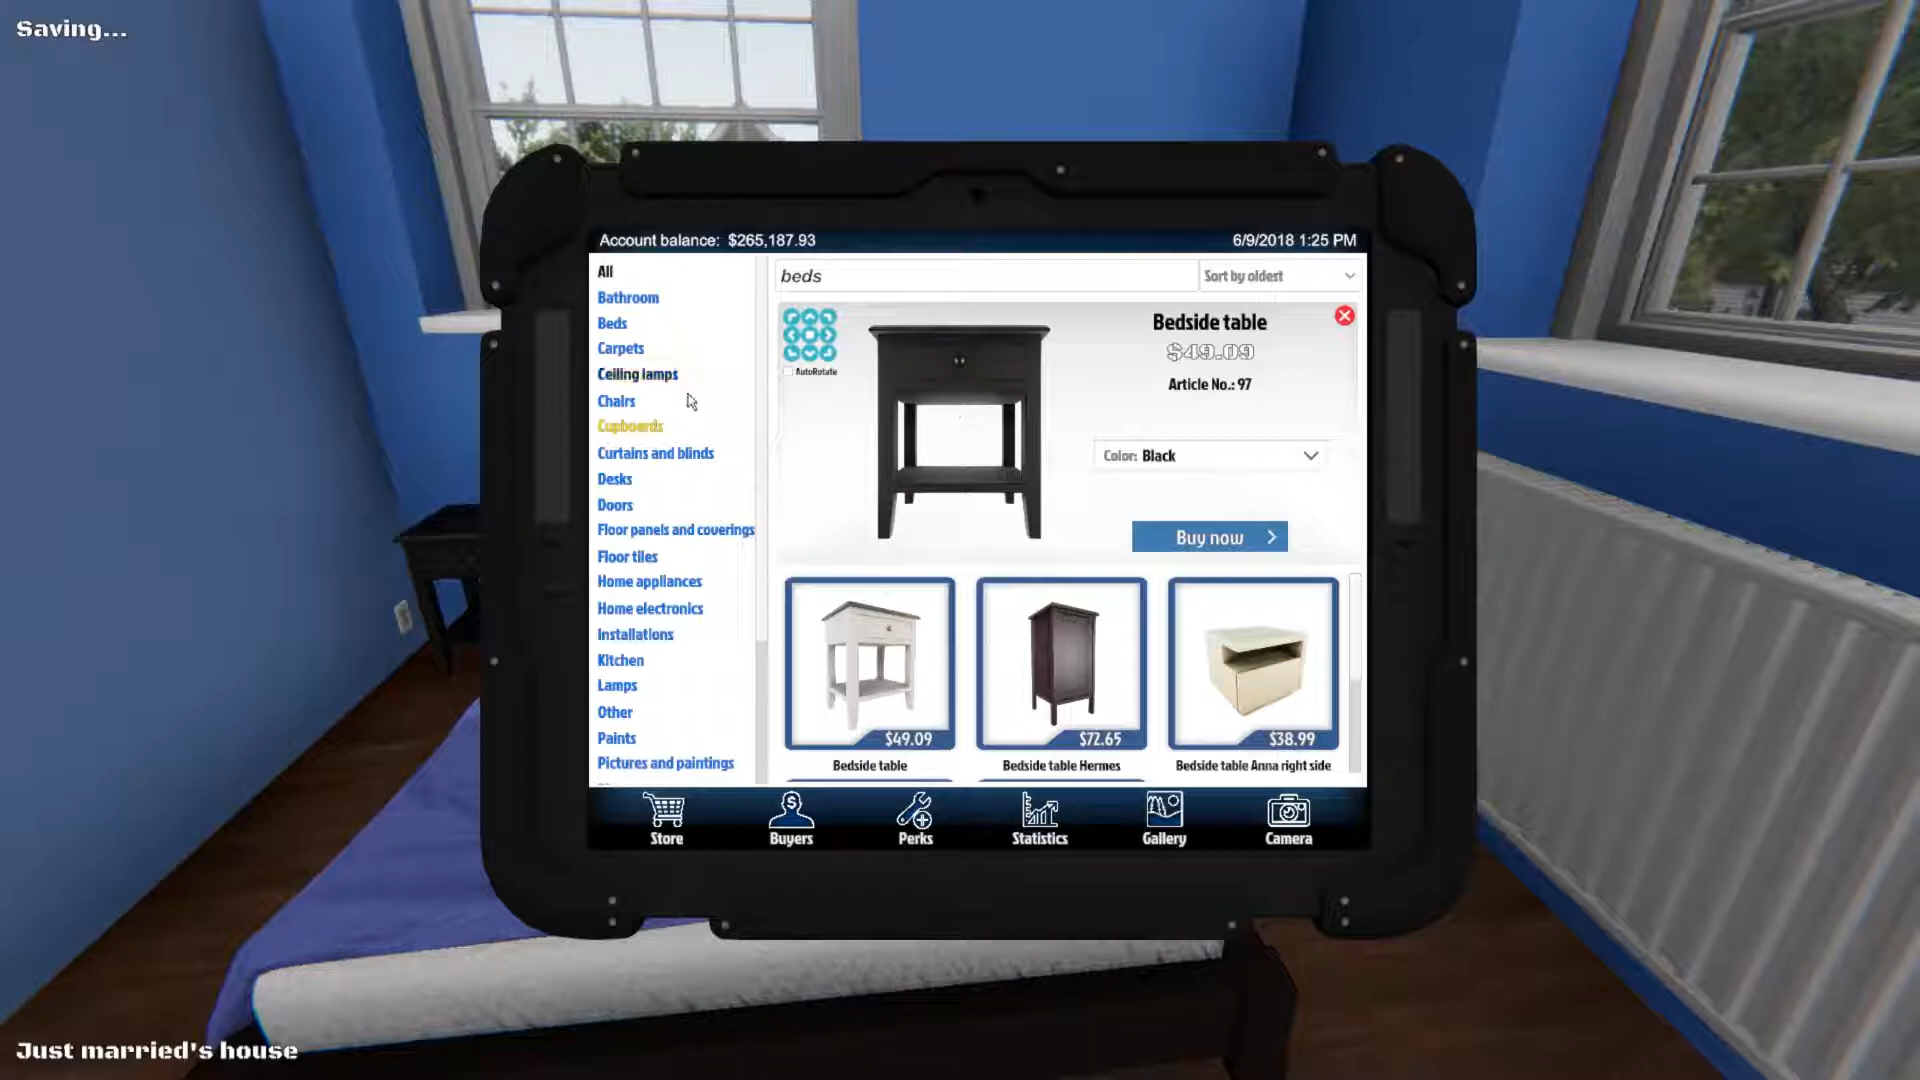 Saving...
Account balance: $265,187.93
6/9/2018 1:25 PM
All
Bathroom
Beds
Carpets
Ceiling lamps
Chairs
Cupboards
Curtains and blinds
Desks
Doors
Floor panels and coverings
Floor tiles
Home appliances
Home electronics
Installations
Kitchen
Lamps
Other
Paints
Pictures and paintings
beds
Sort by oldest
AutoRotate
Bedside table
$49.09
Article No.: 97
Color: Black
Buy now
$49.09
Bedside table
$72.65
Bedside table Hermes
$38.99
Bedside table Anna right side
Store
Buyers
Perks
Statistics
Gallery
Camera
Just married's house